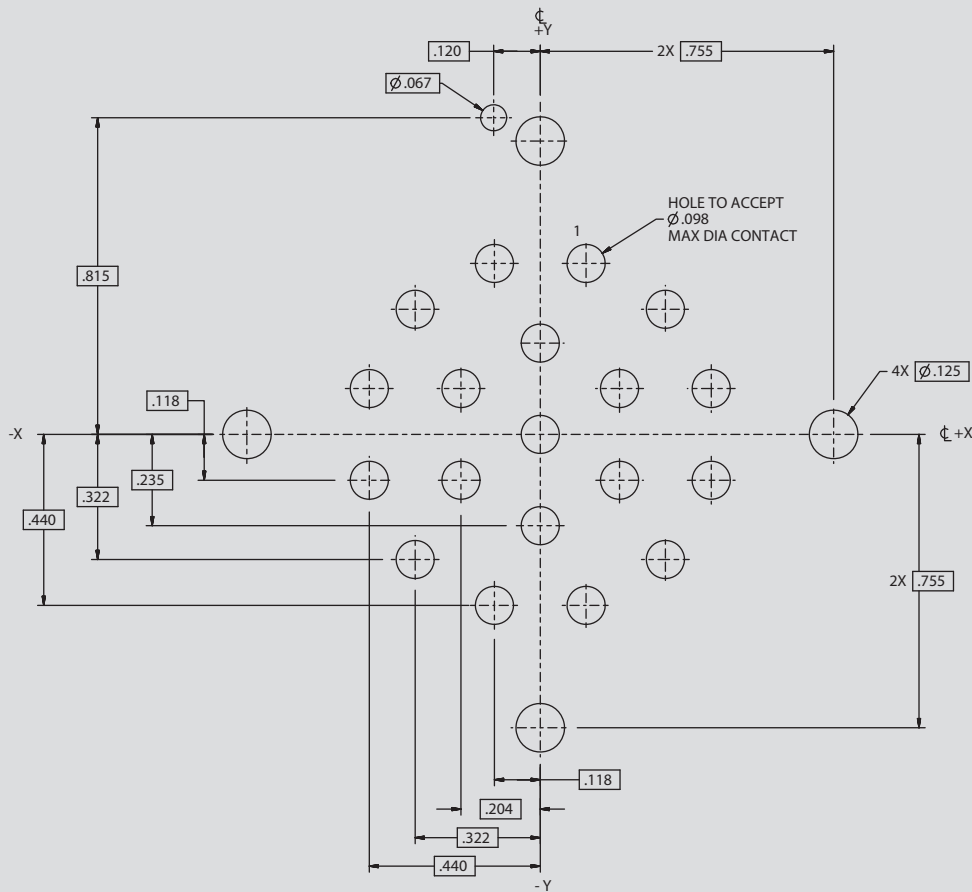 ℄
+Y
.120
2X .755
Ø.067
HOLE TO ACCEPT
Ø.098
MAX DIA CONTACT
1
.815
4X Ø.125
.118
-X
℄ +X
.235
.322
.440
2X .755
.118
.204
.322
.440
- Y